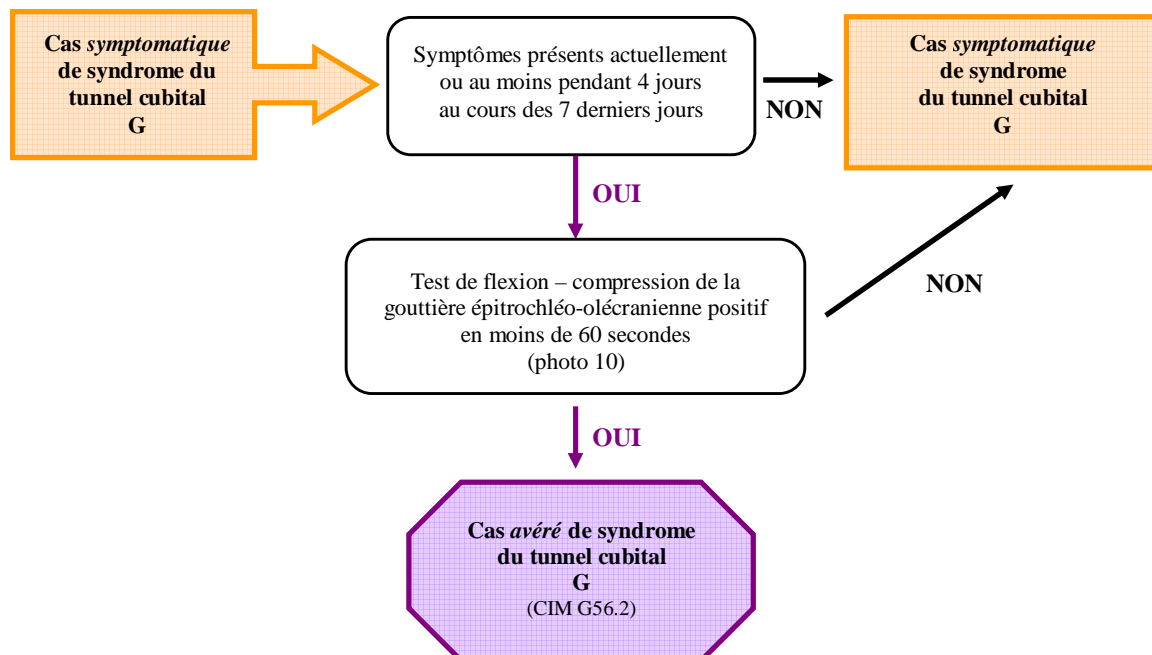 Cas symptomatique
de syndrome du
tunnel cubital
G
Symptômes présents actuellement
ou au moins pendant 4 jours
au cours des 7 derniers jours
NON
Cas symptomatique
de syndrome
du tunnel cubital
G
OUI
Test de flexion – compression de la
gouttière épitrochléo-olécranienne positif
en moins de 60 secondes
(photo 10)
NON
OUI
Cas avéré de syndrome
du tunnel cubital
G
(CIM G56.2)